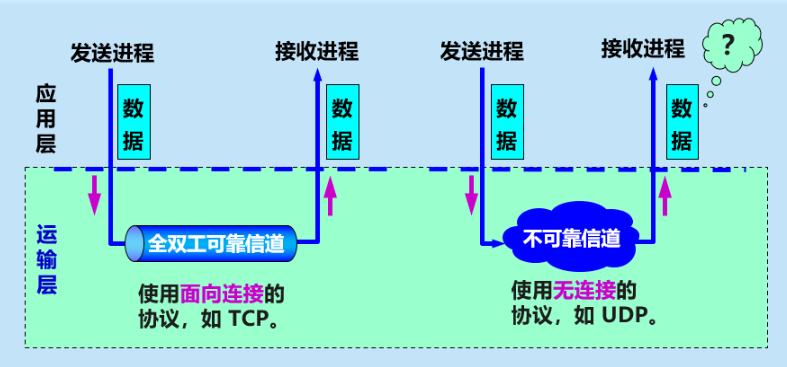 发送进程
接收进程
发送进程
接收进程
?
应用层
数据
数据
数据
数据
运输层
全双工可靠信道
不可靠信道
使用面向连接的
协议，如 TCP。
使用无连接的
协议，如 UDP。